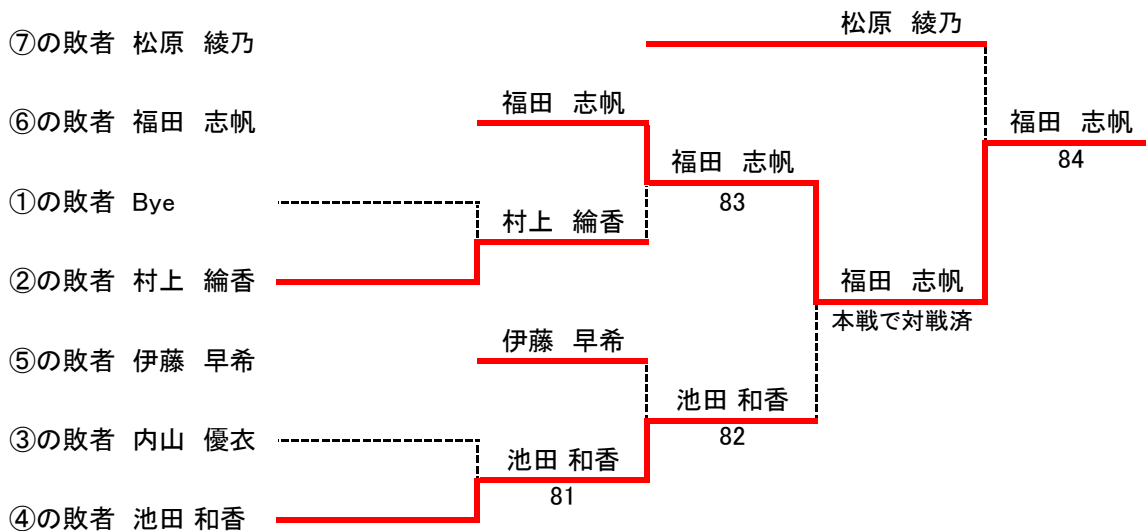 ⑦の敗者 松原 綾乃
松原 綾乃
⑥の敗者 福田 志帆
福田 志帆
福田 志帆
84
福田 志帆
83
①の敗者 Bye
村上 綸香
②の敗者 村上 綸香
福田 志帆
本戦で対戦済
⑤の敗者 伊藤 早希
伊藤 早希
池田 和香
82
③の敗者 内山 優衣
池田 和香
81
④の敗者 池田 和香